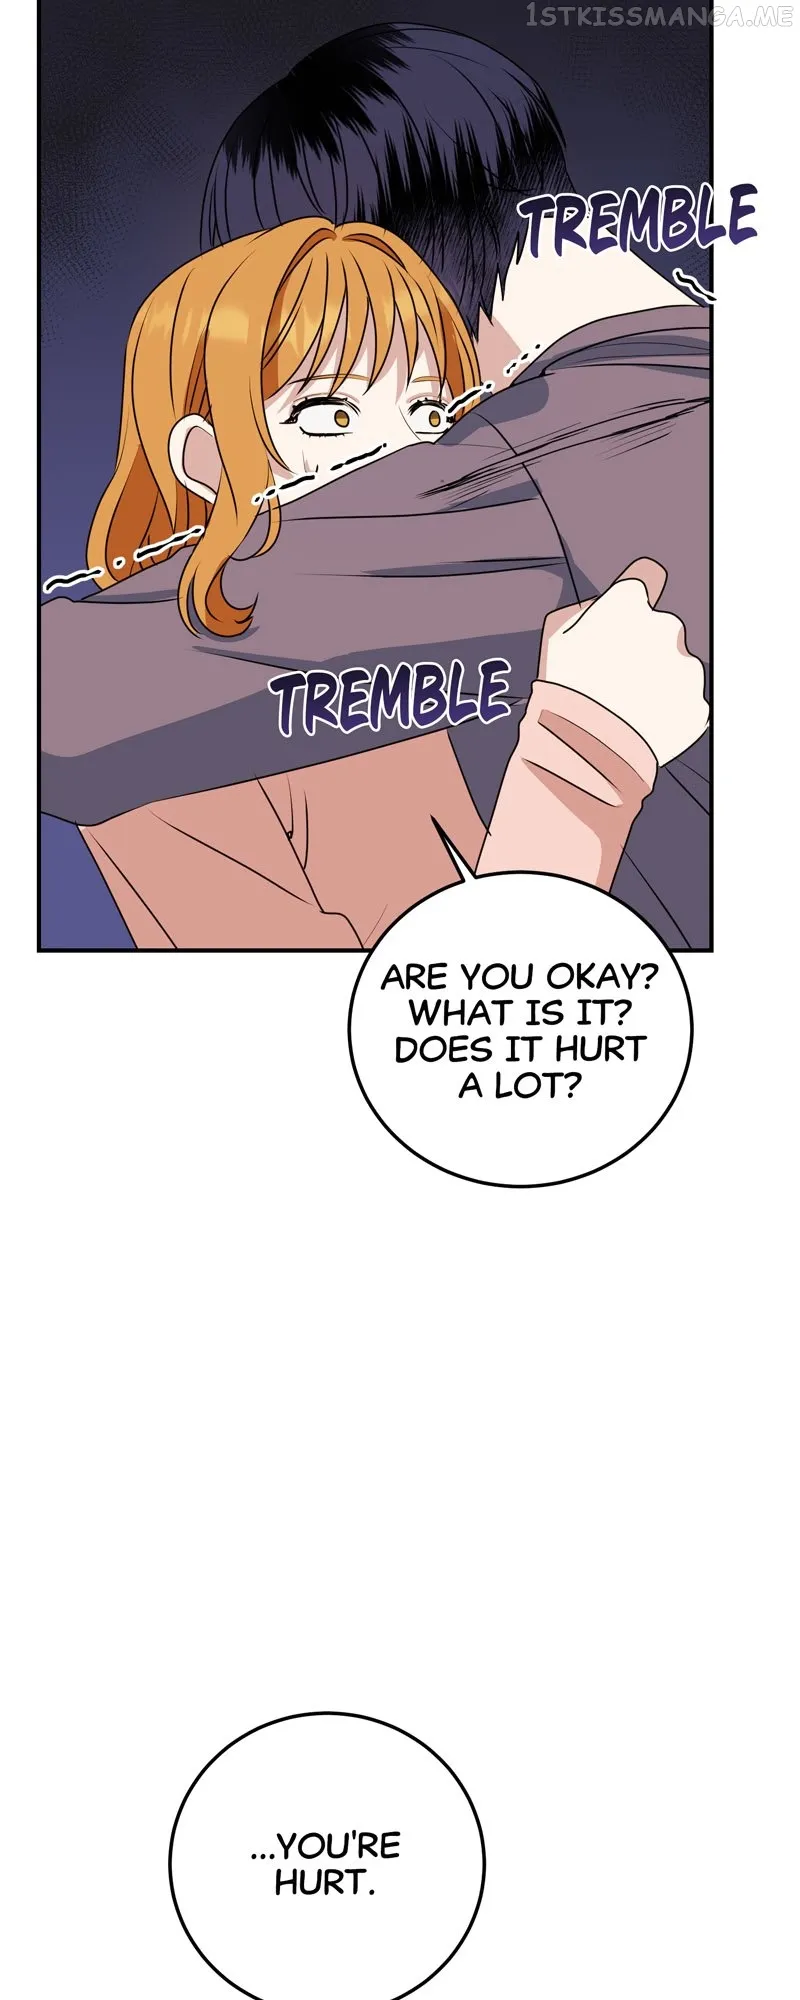 1STKISSMANGA.ME
TREMBLE
TREMBLE
ARE YOU OKAY?
WHAT IS IT?
DOES IT HURT
A LOT?
...YOU'RE
HURT.